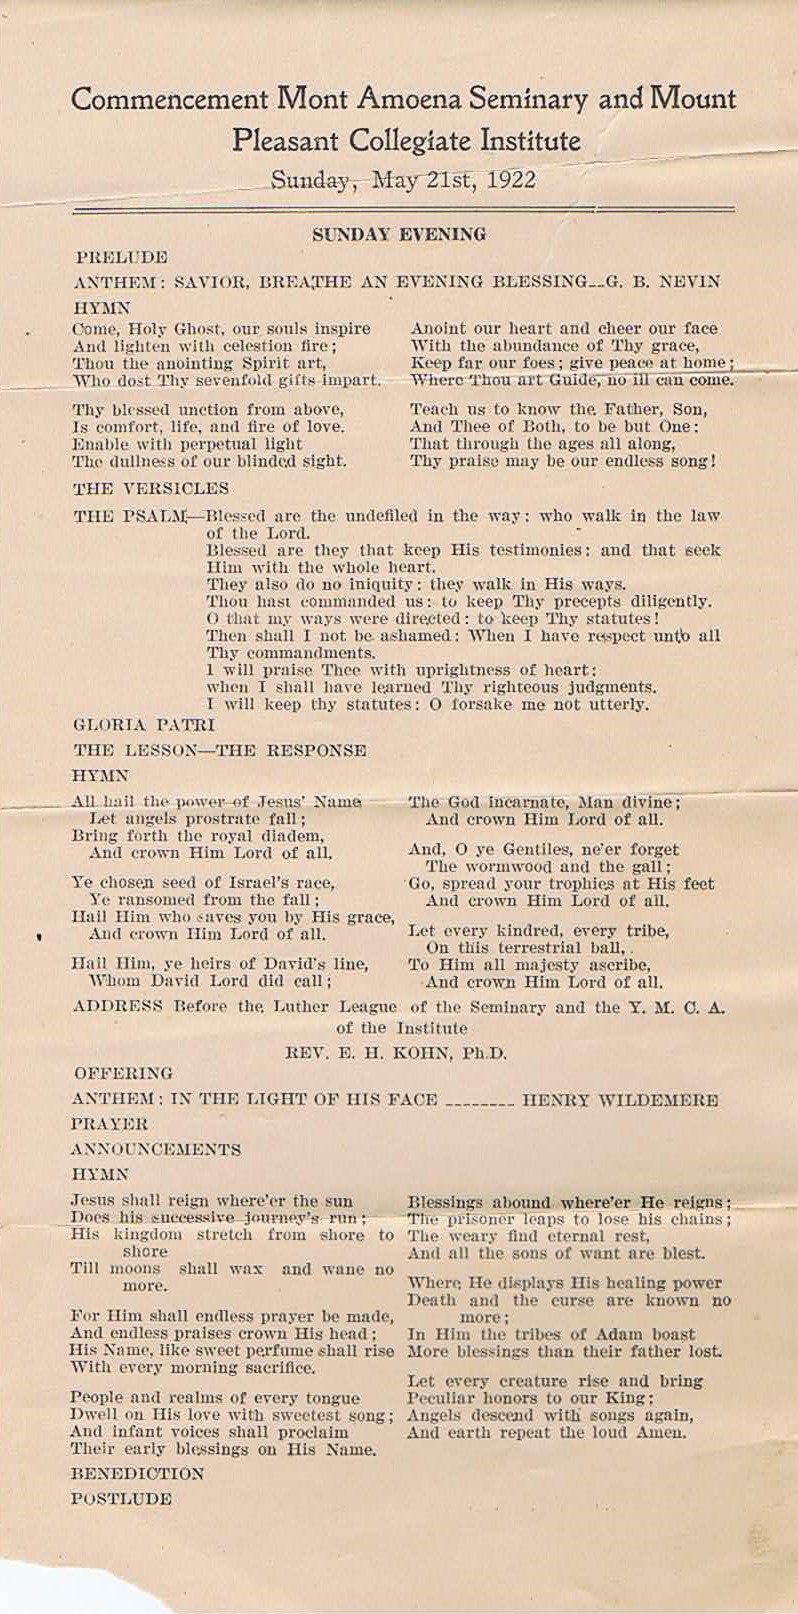 Commencement Mont Amoena Seminary and Mount
Pleasant Collegiate Institute
Sunday, May 21st, 1922
SUNDAY EVENING
PRELUDE
ANTHEM: SAVIOR, BREATHE AN EVENING BLESSING__G. B. NEVIN
HYMN
Come, Holy Ghost, our souls inspire
And lighten with celestion fire;
Thou the anointing Spirit art,
Who dost Thy sevenfold gifts impart.
Thy blessed unction from above,
Is comfort, life, and fire of love.
Enable with perpetual light
The dullness of our blinded sight.
Anoint our heart and cheer our face
With the abundance of Thy grace,
Keep far our foes; give peace at home;
Where Thou art Guide, no ill can come.
Teach us to know the Father, Son,
And Thee of Both, to be but One:
That through the ages all along,
Thy praise may be our endless song!
THE VERSICLES
THE PSALM—Blessed are the undefiled in the way: who walk in the law
of the Lord.
Blessed are they that keep His testimonies: and that seek
Him with the whole heart.
They also do no iniquity: they walk in His ways.
Thou hast commanded us: to keep Thy precepts diligently.
O that my ways were directed: to keep Thy statutes!
Then shall I not be ashamed: When I have respect unto all
Thy commandments.
I will praise Thee with uprightness of heart:
when I shall have learned Thy righteous judgments.
I will keep thy statutes: O forsake me not utterly.
GLORIA PATRI
THE LESSON—THE RESPONSE
HYMN
All hail the power of Jesus' Name
Let angels prostrate fall;
Bring forth the royal diadem,
And crown Him Lord of all.
Ye chosen seed of Israel's race,
Ye ransomed from the fall;
Hail Him who saves you by His grace,
And crown Him Lord of all.
Hail Him, ye heirs of David's line,
Whom David Lord did call;
The God incarnate, Man divine;
And crown Him Lord of all.
And, O ye Gentiles, ne'er forget
The wormwood and the gall;
Go, spread your trophies at His feet
And crown Him Lord of all.
Let every kindred, every tribe,
On this terrestrial ball,
To Him all majesty ascribe,
And crown Him Lord of all.
ADDRESS Before the Luther League of the Seminary and the Y. M. C. A.
of the Institute
REV. E. H. KOHN, Ph.D.
OFFERING
ANTHEM: IN THE LIGHT OF HIS FACE ________ HENRY WILDEMERE
PRAYER
ANNOUNCEMENTS
HYMN
Jesus shall reign where'er the sun
Does his successive journey's run;
His kingdom stretch from shore to
shore
Till moons shall wax and wane no
more.
For Him shall endless prayer be made,
And endless praises crown His head;
His Name, like sweet perfume shall rise
With every morning sacrifice.
People and realms of every tongue
Dwell on His love with sweetest song;
And infant voices shall proclaim
Their early blessings on His Name.
Blessings abound where'er He reigns;
The prisoner leaps to lose his chains;
The weary find eternal rest,
And all the sons of want are blest.
Where He displays His healing power
Death and the curse are known no
more;
In Him the tribes of Adam boast
More blessings than their father lost.
Let every creature rise and bring
Peculiar honors to our King;
Angels descend with songs again,
And earth repeat the loud Amen.
BENEDICTION
POSTLUDE